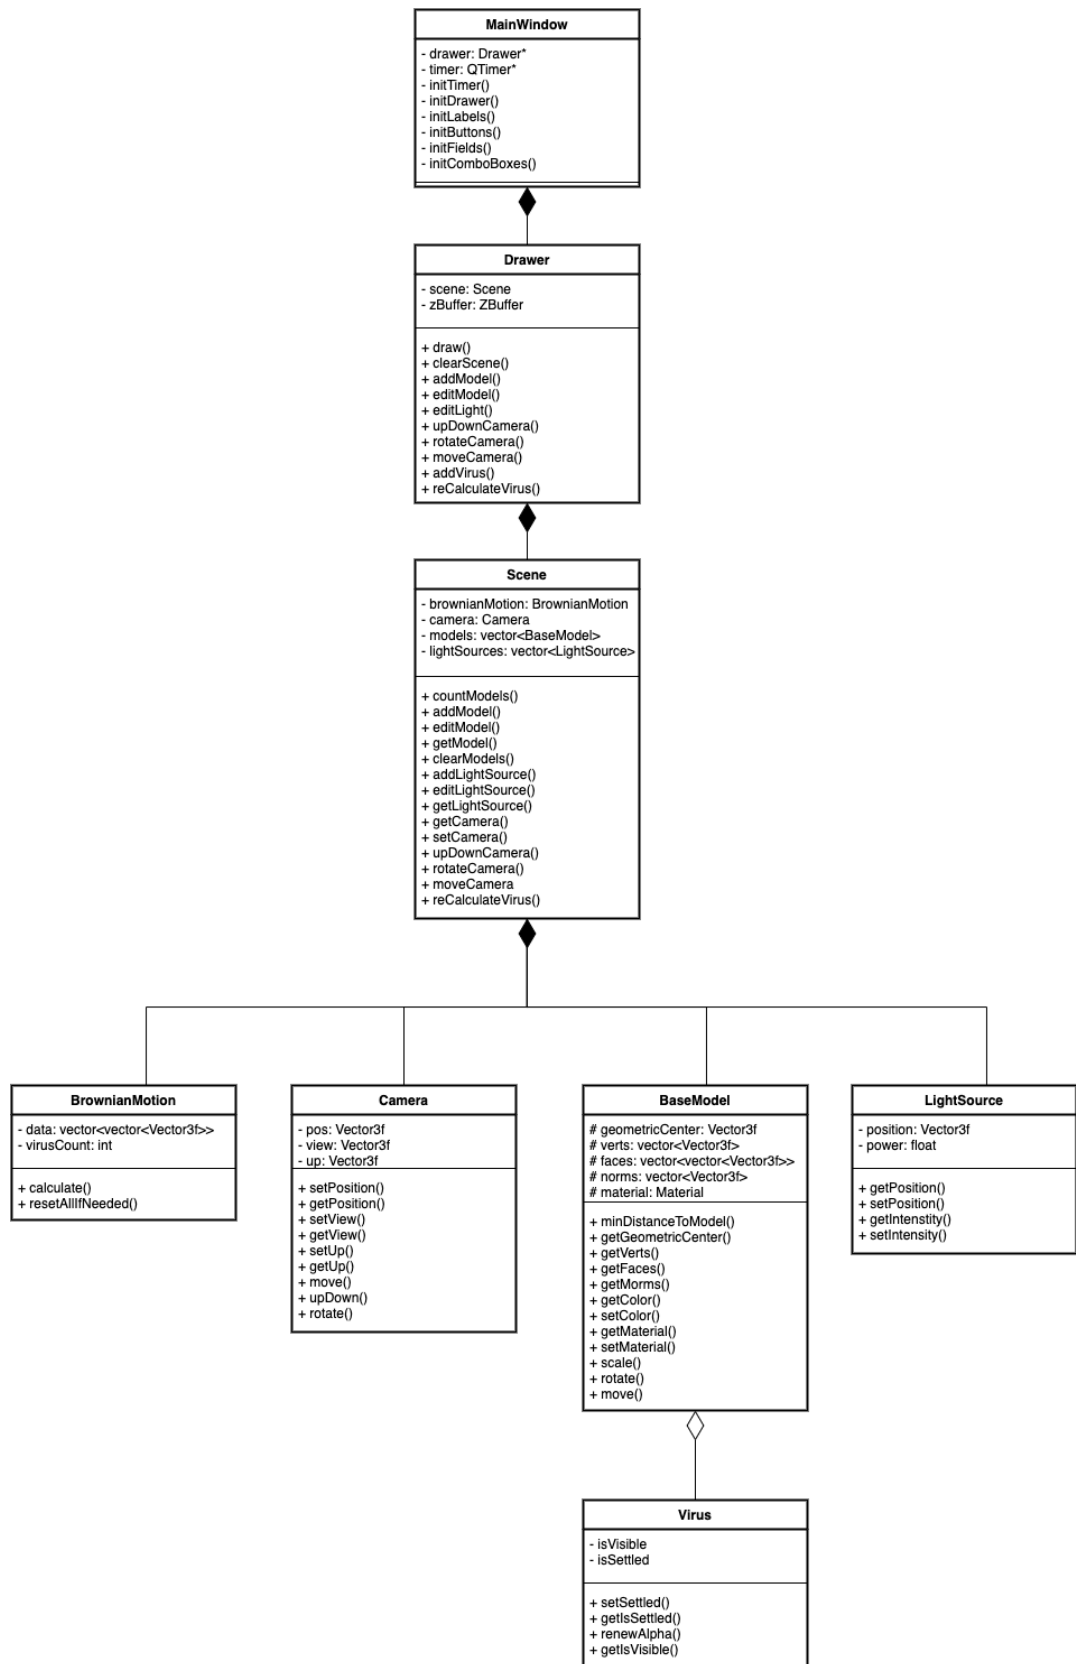 MainWindow
- drawer: Drawer*
- timer: QTimer*
- initTimer()
- initDrawer()
- initLabels()
- initButtons()
- initFields()
- initComboBoxes()
Drawer
- scene: Scene
- zBuffer: ZBuffer
+ draw()
+ clearScene()
+ addModel()
+ editModel()
+ editLight()
+ upDownCamera()
+ rotateCamera()
+ moveCamera()
+ addVirus()
+ reCalculateVirus()
Scene
- brownianMotion: BrownianMotion
- camera: Camera
- models: vector<BaseModel>
- lightSources: vector<LightSource>
+ countModels()
+ addModel()
+ editModel()
+ getModel()
+ clearModels()
+ addLightSource()
+ editLightSource()
+ getLightSource()
+ getCamera()
+ setCamera()
+ upDownCamera()
+ rotateCamera()
+ moveCamera
+ reCalculateVirus()
BrownianMotion
- data: vector<vector<Vector3f>>
- virusCount: int
+ calculate()
+ resetAllIfNeeded()
Camera
- pos: Vector3f
- view: Vector3f
- up: Vector3f
+ setPosition()
+ getPosition()
+ setView()
+ getView()
+ setUp()
+ getUp()
+ move()
+ upDown()
+ rotate()
BaseModel
# geometricCenter: Vector3f
# verts: vector<Vector3f>
# faces: vector<vector<Vector3f>>
# norms: vector<Vector3f>
# material: Material
+ minDistanceToModel()
+ getGeometricCenter()
+ getVerts()
+ getFaces()
+ getMorms()
+ getColor()
+ setColor()
+ getMaterial()
+ setMaterial()
+ scale()
+ rotate()
+ move()
LightSource
- position: Vector3f
- power: float
+ getPosition()
+ setPosition()
+ getIntenstity()
+ setIntensity()
Virus
- isVisible
- isSettled
+ setSettled()
+ getIsSettled()
+ renewAlpha()
+ getIsVisible()